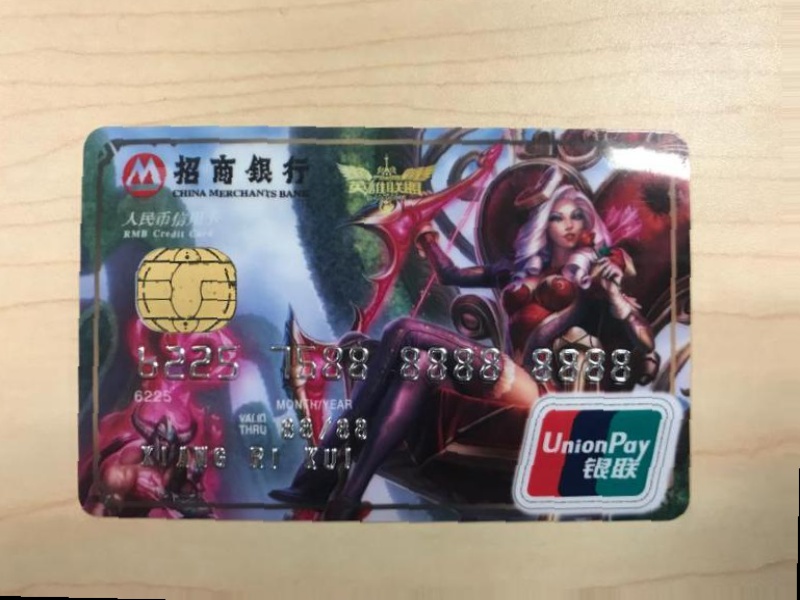 招商銀行
CHINA MERCHANTS BANK
英雄联盟
人民币信用卡
RMB Credit Card
6225 7588 8888 8888
6225
MONTH/YEAR
VALID THRU 88/88
UnionPay
银联